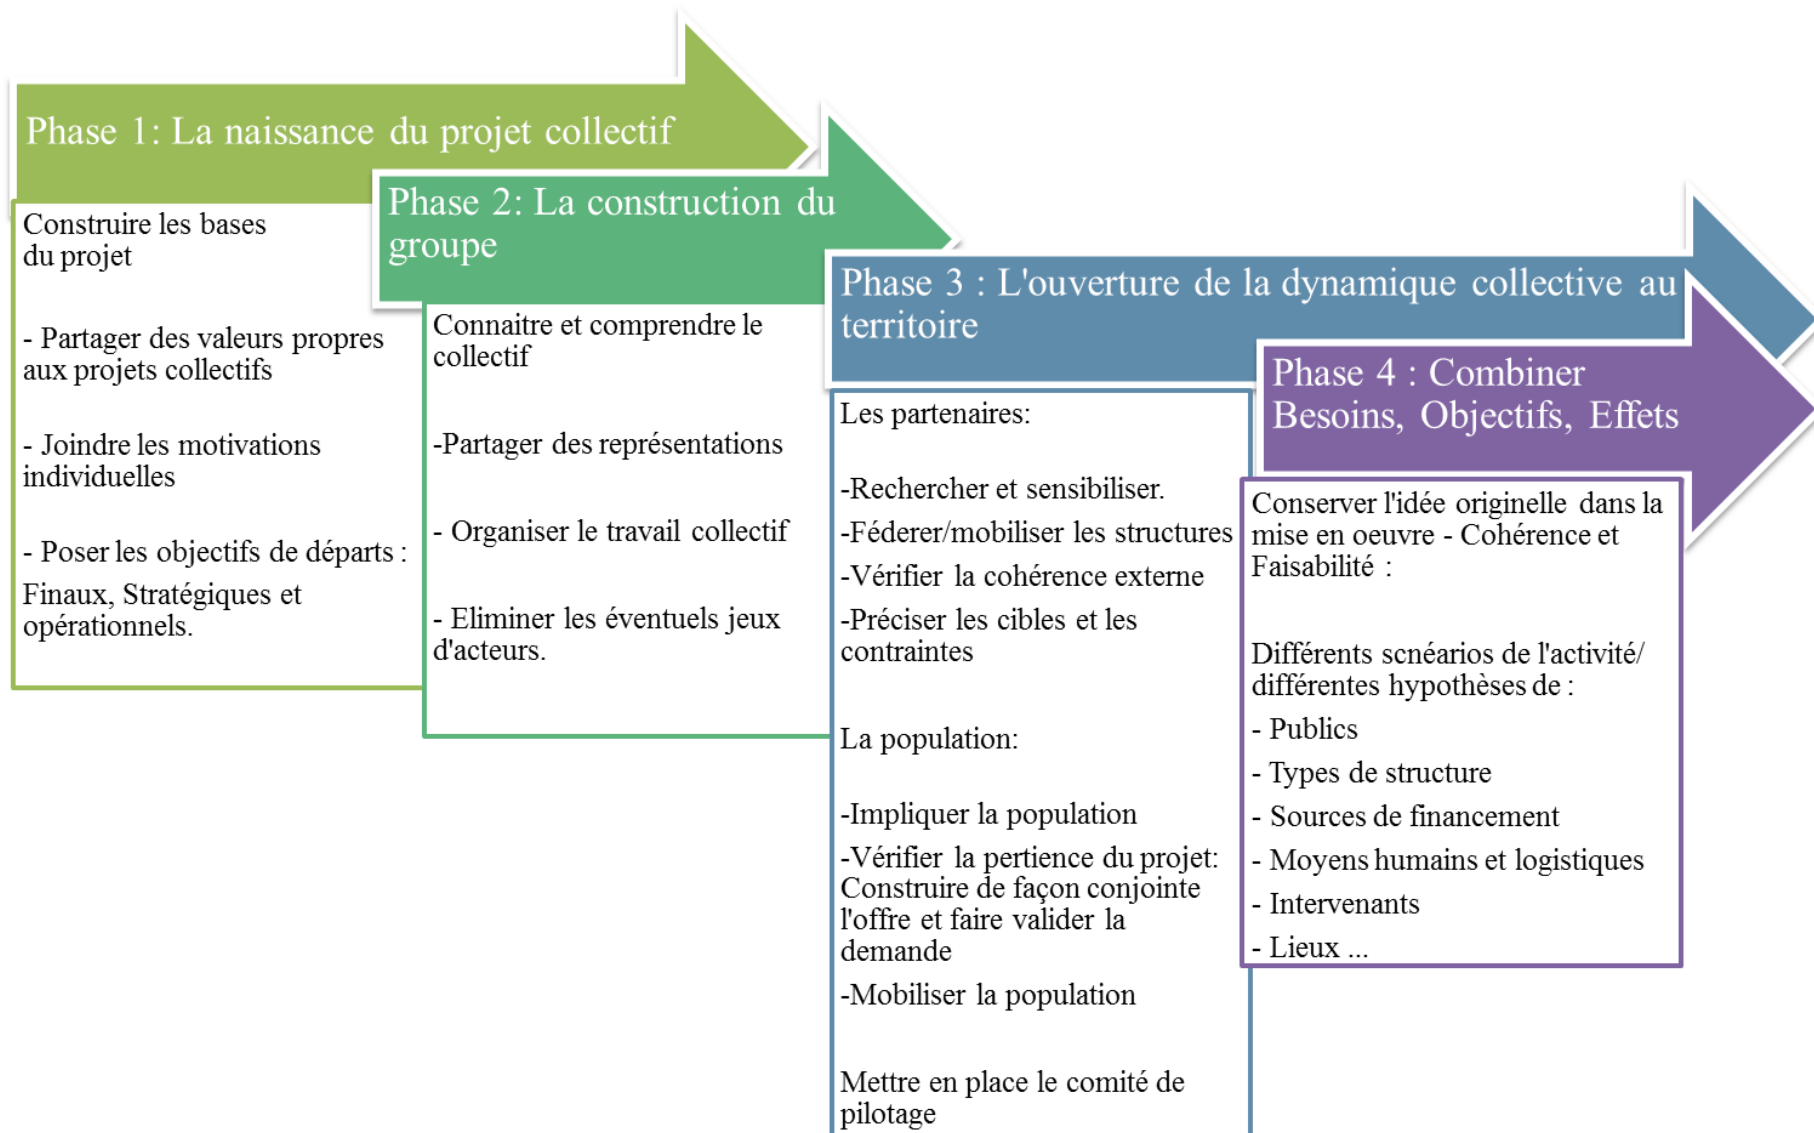 Phase 1: La naissance du projet collectif
Construire les bases
du projet
- Partager des valeurs propres
aux projets collectifs
- Joindre les motivations
individuelles
- Poser les objectifs de départs :
Finaux, Stratégiques et
opérationnels.
Phase 2: La construction du
groupe
Connaitre et comprendre le
collectif
-Partager des représentations
- Organiser le travail collectif
- Eliminer les éventuels jeux
d'acteurs.
Phase 3 : L'ouverture de la dynamique collective au
territoire
Les partenaires:
-Rechercher et sensibiliser.
-Féderer/mobiliser les structures
-Vérifier la cohérence externe
-Préciser les cibles et les
contraintes
La population:
-Impliquer la population
-Vérifier la pertience du projet:
Construire de façon conjointe
l'offre et faire valider la
demande
-Mobiliser la population
Mettre en place le comité de
pilotage
Phase 4 : Combiner
Besoins, Objectifs, Effets
Conserver l'idée originelle dans la
mise en oeuvre - Cohérence et
Faisabilité :
Différents scnéarios de l'activité/
différentes hypothèses de :
- Publics
- Types de structure
- Sources de financement
- Moyens humains et logistiques
- Intervenants
- Lieux ...